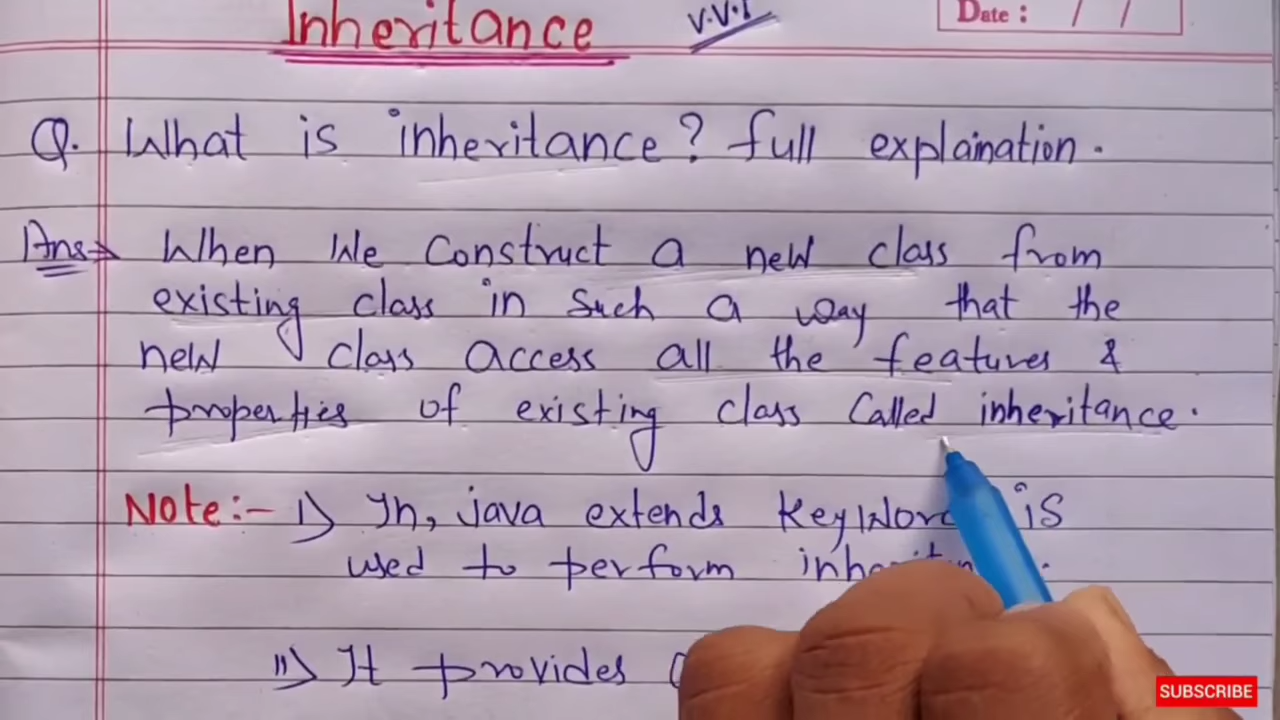 Inheritance
V.V.I
Date : / /
Q. What is inheritance? full explaination.
Ans→ When We Construct a new class from
existing class in such a way that the
new class access all the features &
properties of existing class Called inheritance.
Note:- i) In, java extends keyword is
used to perform
ii) It provides
SUBSCRIBE